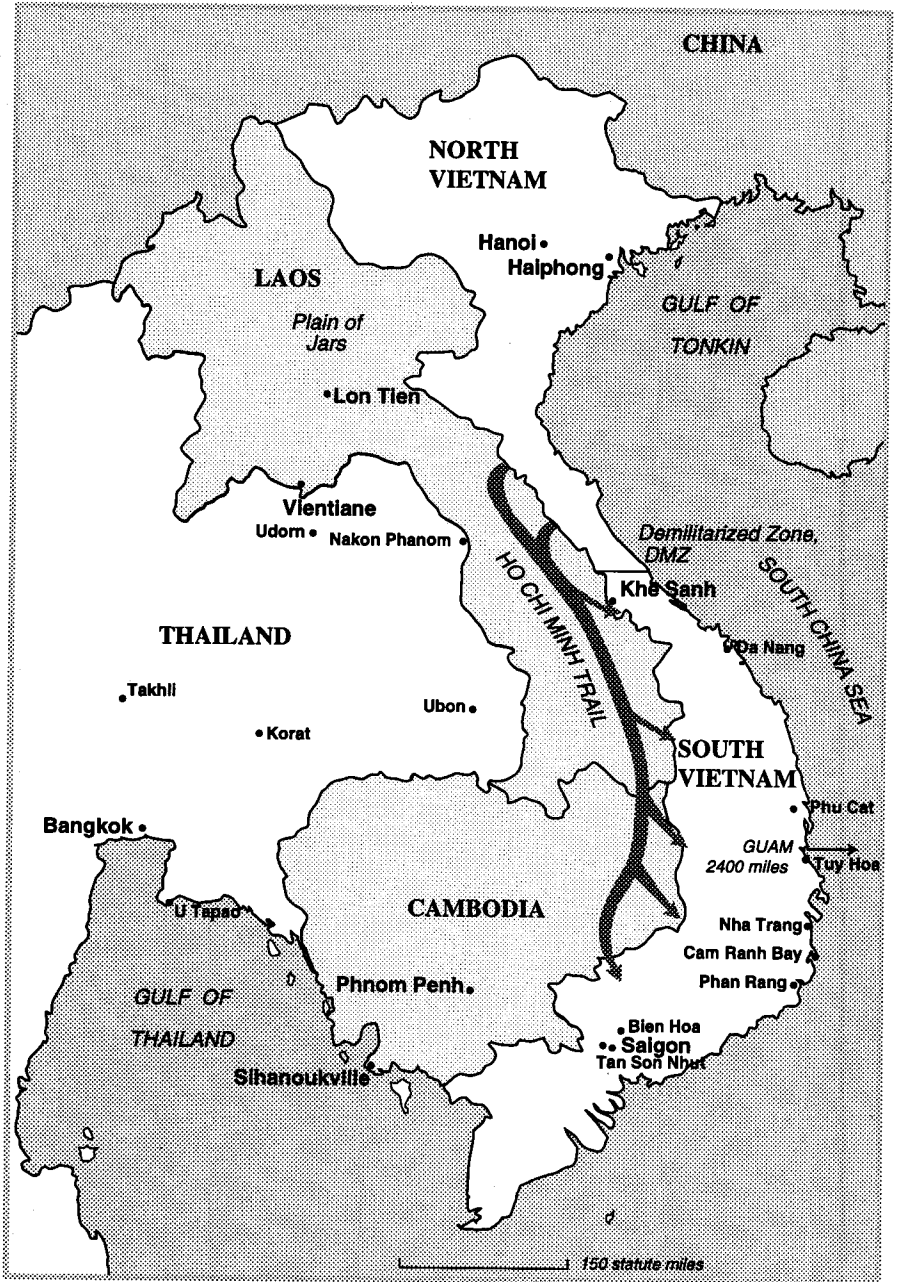 CHINA
NORTH
VIETNAM
Hanoi
Haiphong
LAOS
GULF OF
TONKIN
Plain of
Jars
Lon Tien
Vientiane
Udorn
Nakon Phanom
Demilitarized Zone,
DMZ
SOUTH CHINA SEA
HO CHI MINH TRAIL
Khe Sanh
THAILAND
Da Nang
Takhli
Ubon
Korat
SOUTH
VIETNAM
Phu Cat
Bangkok
GUAM
2400 miles
Tuy Hoa
U Tapao
CAMBODIA
Nha Trang
Cam Ranh Bay
Phan Rang
Phnom Penh
GULF OF
THAILAND
Bien Hoa
Saigon
Tan Son Nhut
Sihanoukville
150 statute miles